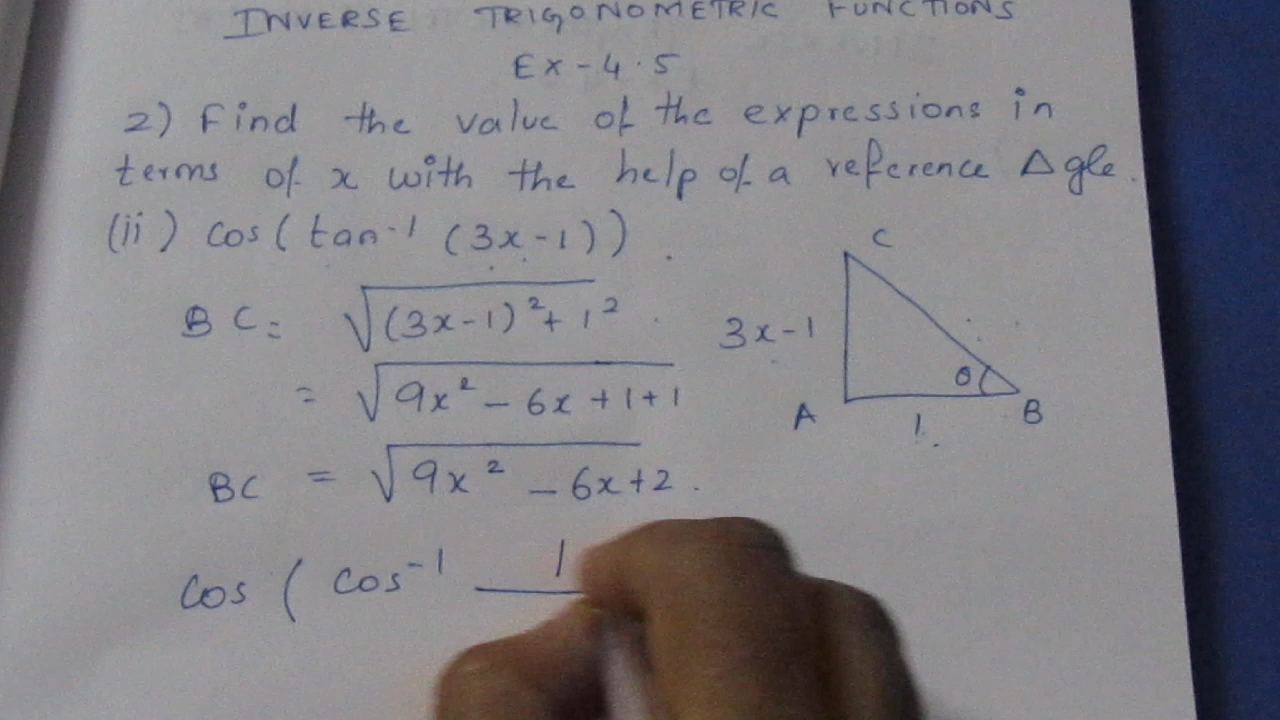 INVERSE TRIGONOMETRIC FUNCTIONS
EX-4.5
2) Find the value of the expressions in
terms of x with the help of a reference Δgle.
(ii) cos(tan⁻¹(3x-1)).
C
BC = √(3x-1)²+1².
3x-1
= √9x²-6x+1+1
θ
A
1.
B
BC = √9x²-6x+2.
cos(cos⁻¹ 1